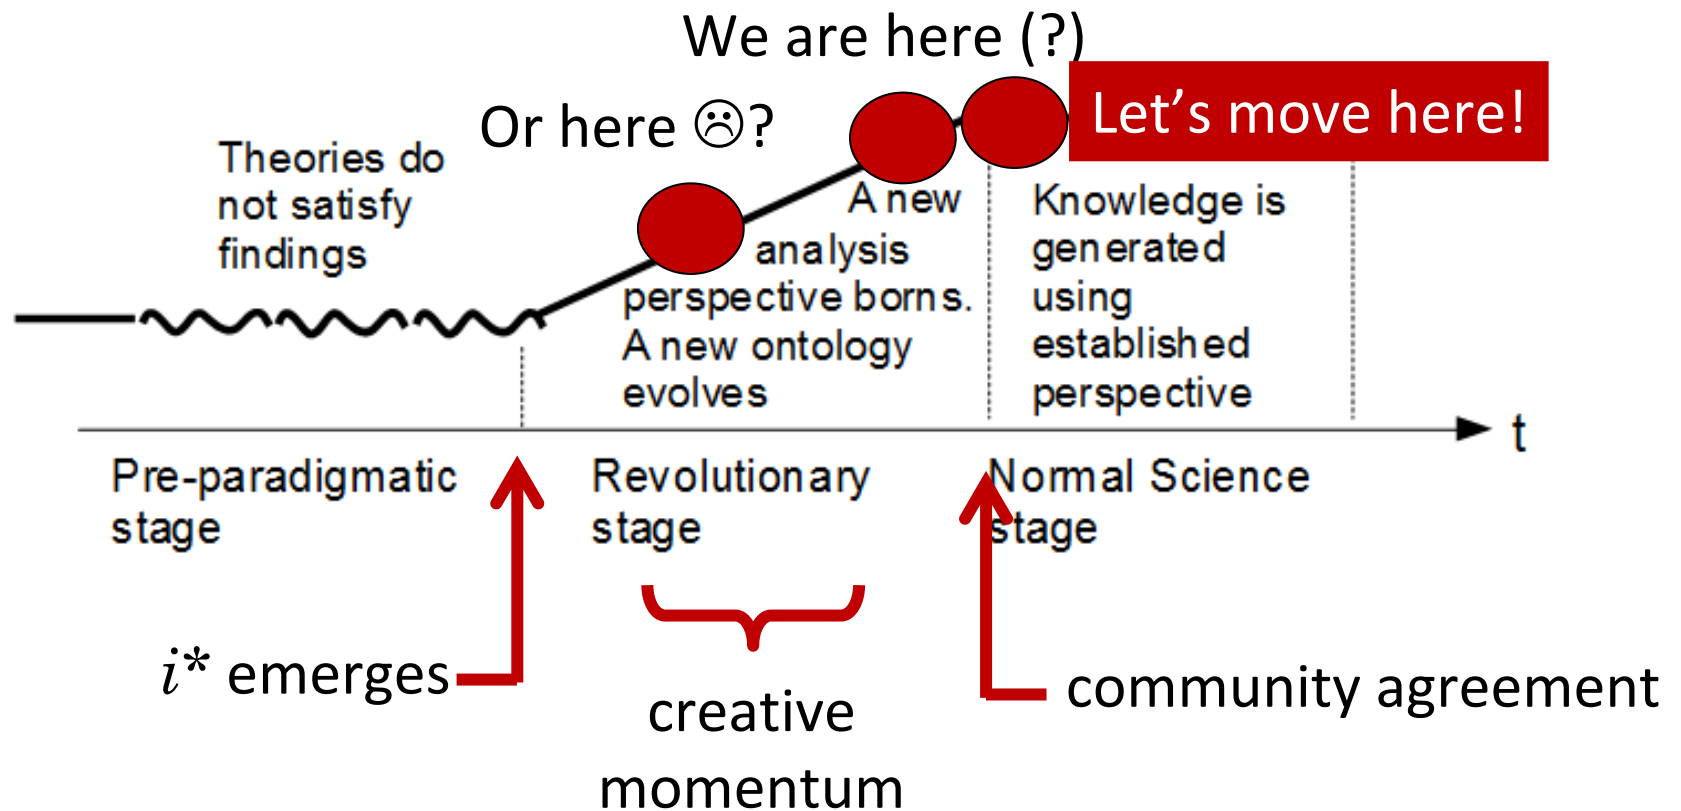 We are here (?)
Or here ☹?
Let's move here!
Theories do
not satisfy
findings
A new
analysis
perspective borns.
A new ontology
evolves
Knowledge is
generated
using
established
perspective
t
Pre-paradigmatic
stage
Revolutionary
stage
Normal Science
stage
i* emerges
creative
momentum
community agreement